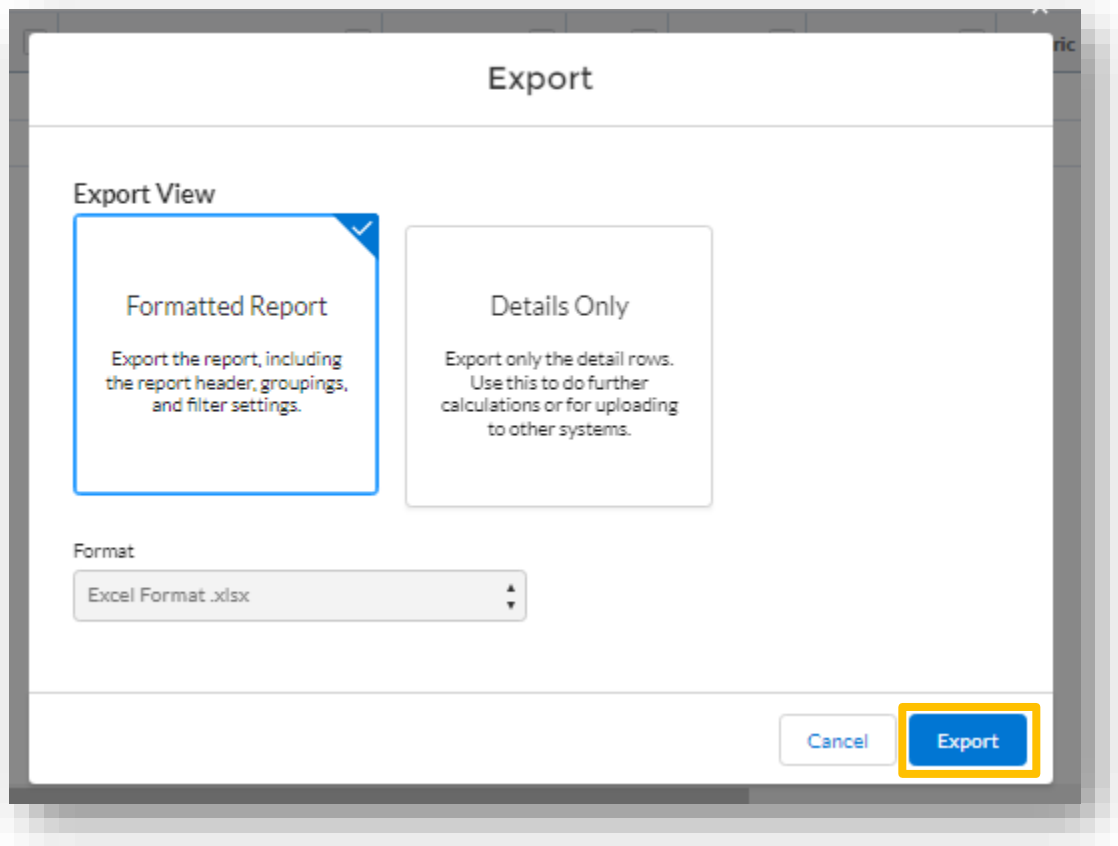 ric
Export
Export View
Formatted Report
Export the report, including
the report header, groupings,
and filter settings.
Details Only
Export only the detail rows.
Use this to do further
calculations or for uploading
to other systems.
Format
Excel Format .xlsx
Cancel
Export